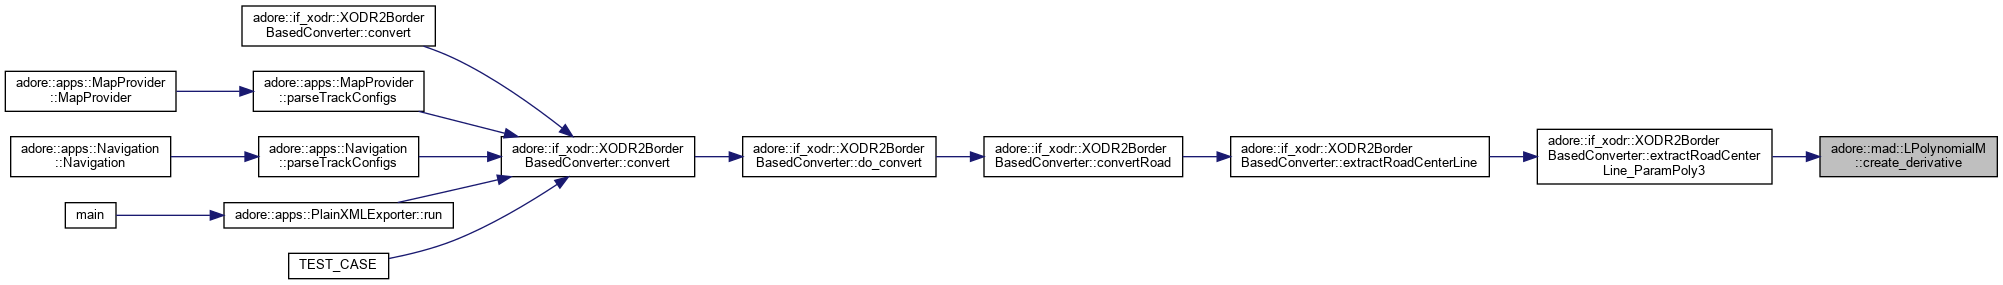 adore::if_xodr::XODR2Border
BasedConverter::convert
adore::apps::MapProvider
::MapProvider
adore::apps::MapProvider
::parseTrackConfigs
adore::apps::Navigation
::Navigation
adore::apps::Navigation
::parseTrackConfigs
main
adore::apps::PlainXMLExporter::run
TEST_CASE
adore::if_xodr::XODR2Border
BasedConverter::convert
adore::if_xodr::XODR2Border
BasedConverter::do_convert
adore::if_xodr::XODR2Border
BasedConverter::convertRoad
adore::if_xodr::XODR2Border
BasedConverter::extractRoadCenterLine
adore::if_xodr::XODR2Border
BasedConverter::extractRoadCenter
Line_ParamPoly3
adore::mad::LPolynomialM
::create_derivative